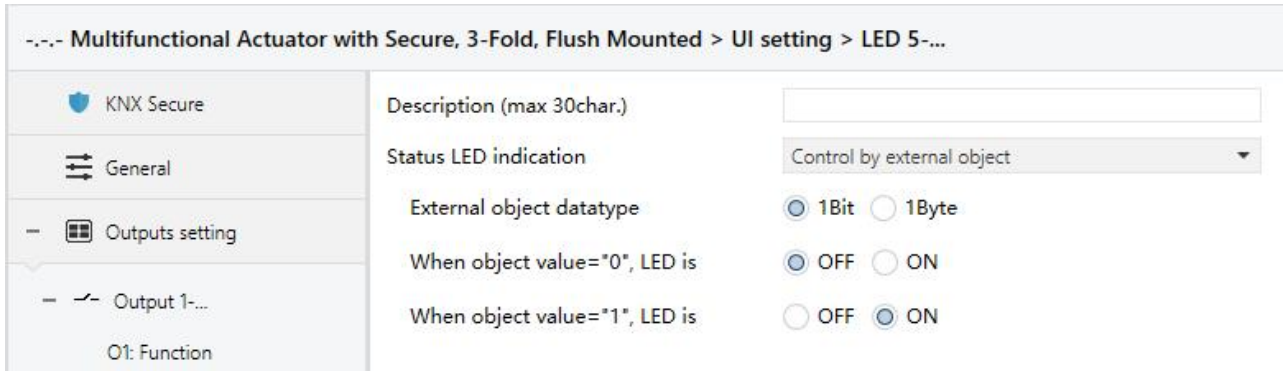 -.-.- Multifunctional Actuator with Secure, 3-Fold, Flush Mounted > UI setting > LED 5-...
KNX Secure
General
Outputs setting
Output 1-...
O1: Function
Description (max 30char.)
Status LED indication Control by external object
External object datatype 1Bit 1Byte
When object value="0", LED is OFF ON
When object value="1", LED is OFF ON